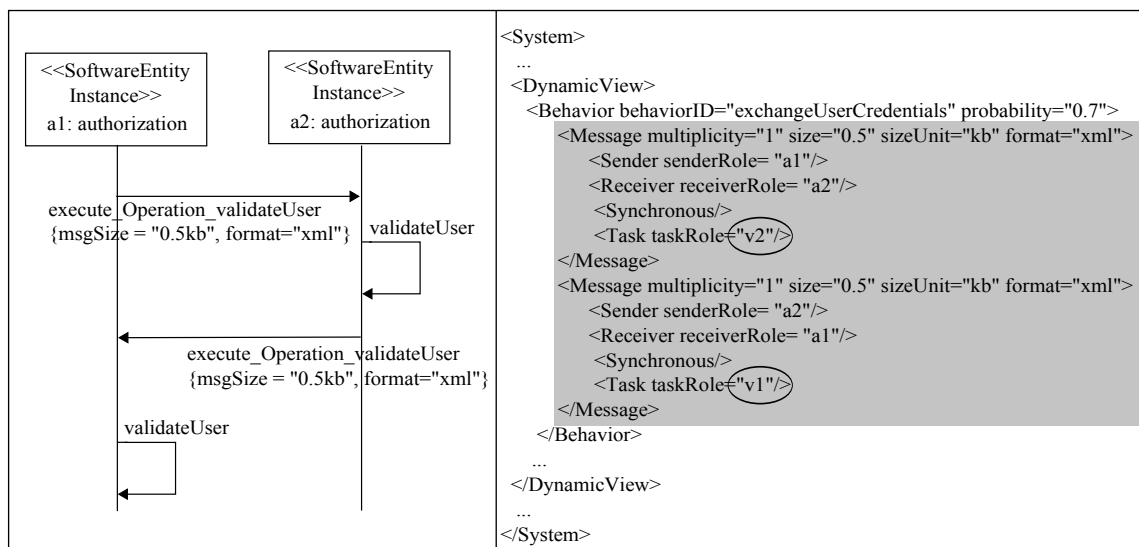 <<SoftwareEntity
Instance>>
a1: authorization
<<SoftwareEntity
Instance>>
a2: authorization
execute_Operation_validateUser
{msgSize = "0.5kb", format="xml"}
validateUser
execute_Operation_validateUser
{msgSize = "0.5kb", format="xml"}
validateUser
<System>
...
<DynamicView>
<Behavior behaviorID="exchangeUserCredentials" probability="0.7">
<Message multiplicity="1" size="0.5" sizeUnit="kb" format="xml">
<Sender senderRole= "a1"/>
<Receiver receiverRole= "a2"/>
<Synchronous/>
<Task taskRole="v2"/>
</Message>
<Message multiplicity="1" size="0.5" sizeUnit="kb" format="xml">
<Sender senderRole= "a2"/>
<Receiver receiverRole= "a1"/>
<Synchronous/>
<Task taskRole="v1"/>
</Message>
</Behavior>
...
</DynamicView>
...
</System>